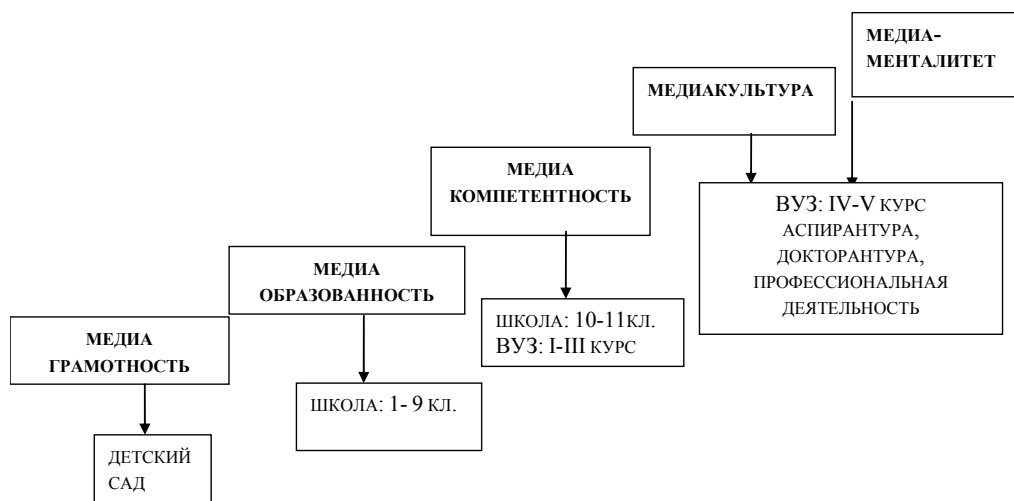 МЕДИА-
МЕНТАЛИТЕТ
МЕДИАКУЛЬТУРА
МЕДИА
КОМПЕТЕНТНОСТЬ
ВУЗ: IV-V КУРС
АСПИРАНТУРА,
ДОКТОРАНТУРА,
ПРОФЕССИОНАЛЬНАЯ
ДЕЯТЕЛЬНОСТЬ
МЕДИА
ОБРАЗОВАННОСТЬ
ШКОЛА: 10-11КЛ.
ВУЗ: I-III КУРС
МЕДИА
ГРАМОТНОСТЬ
ШКОЛА: 1- 9 КЛ.
ДЕТСКИЙ
САД